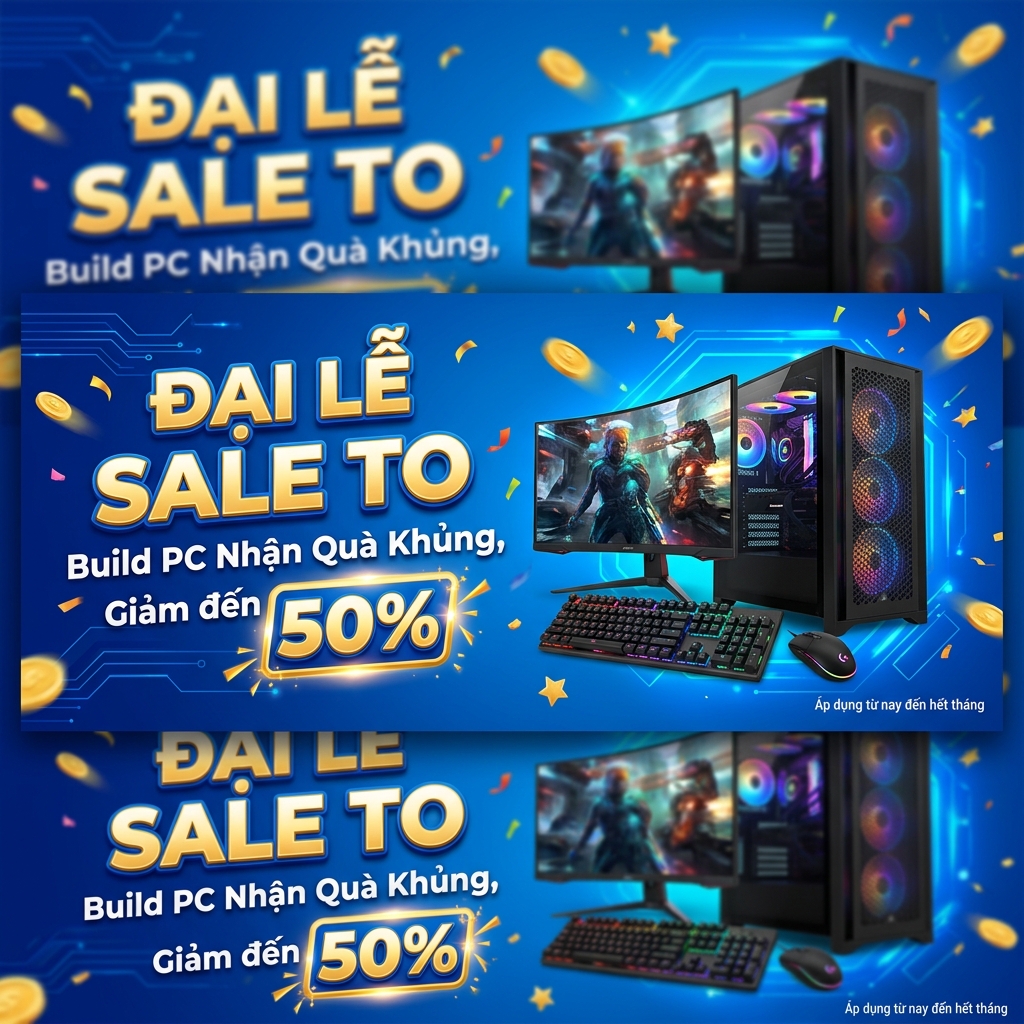 ĐẠI LỄ
SALE TO
Build PC Nhận Quà Khủng,
ĐẠI LỄ
SALE TO
Build PC Nhận Quà Khủng,
Giảm đến 50%
Áp dụng từ nay đến hết tháng
ĐẠI LỄ
SALE TO
Build PC Nhận Quà Khủng,
Giảm đến 50%
Áp dụng từ nay đến hết tháng